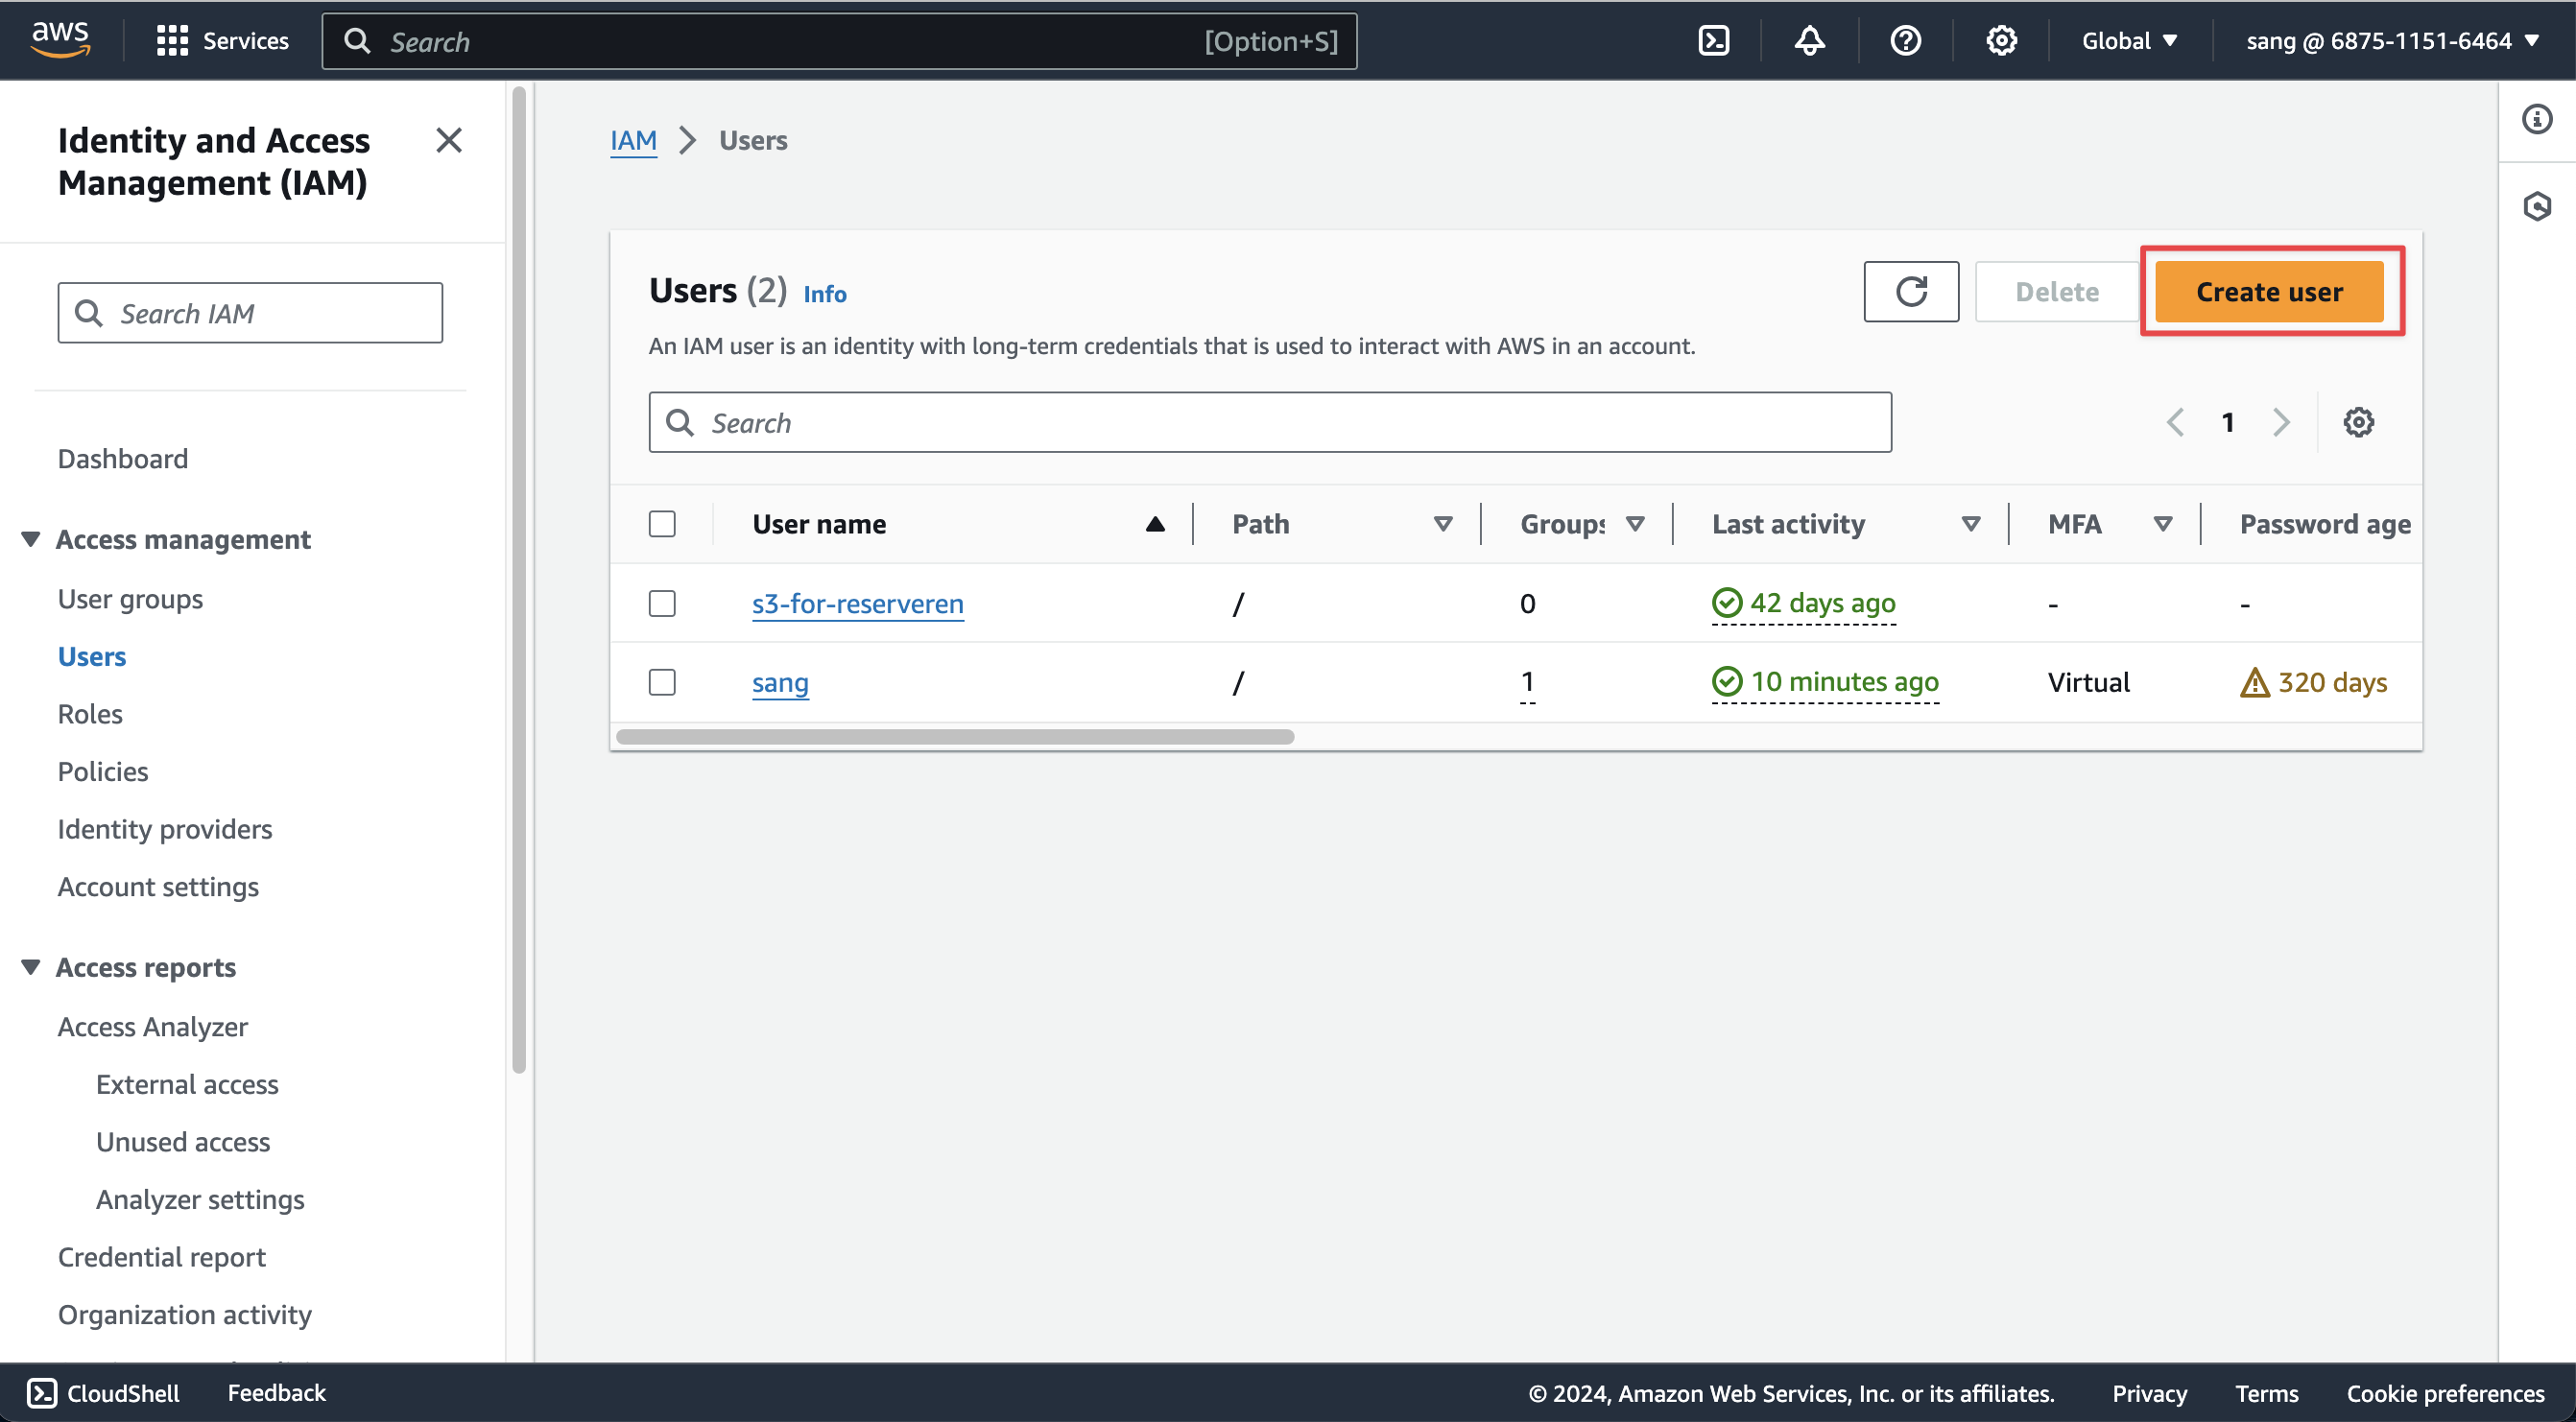 aws
Services
Search
[Option+S]
Global
sang @ 6875-1151-6464
Identity and Access
Management (IAM)
Search IAM
Dashboard
Access management
User groups
Users
Roles
Policies
Identity providers
Account settings
Access reports
Access Analyzer
External access
Unused access
Analyzer settings
Credential report
Organization activity
IAM > Users
Users (2) Info
Delete
Create user
An IAM user is an identity with long-term credentials that is used to interact with AWS in an account.
Search
1
User name Path Groups Last activity MFA Password age
s3-for-reserveren / 0 42 days ago - -
sang / 1 10 minutes ago Virtual 320 days
CloudShell
Feedback
© 2024, Amazon Web Services, Inc. or its affiliates.
Privacy
Terms
Cookie preferences